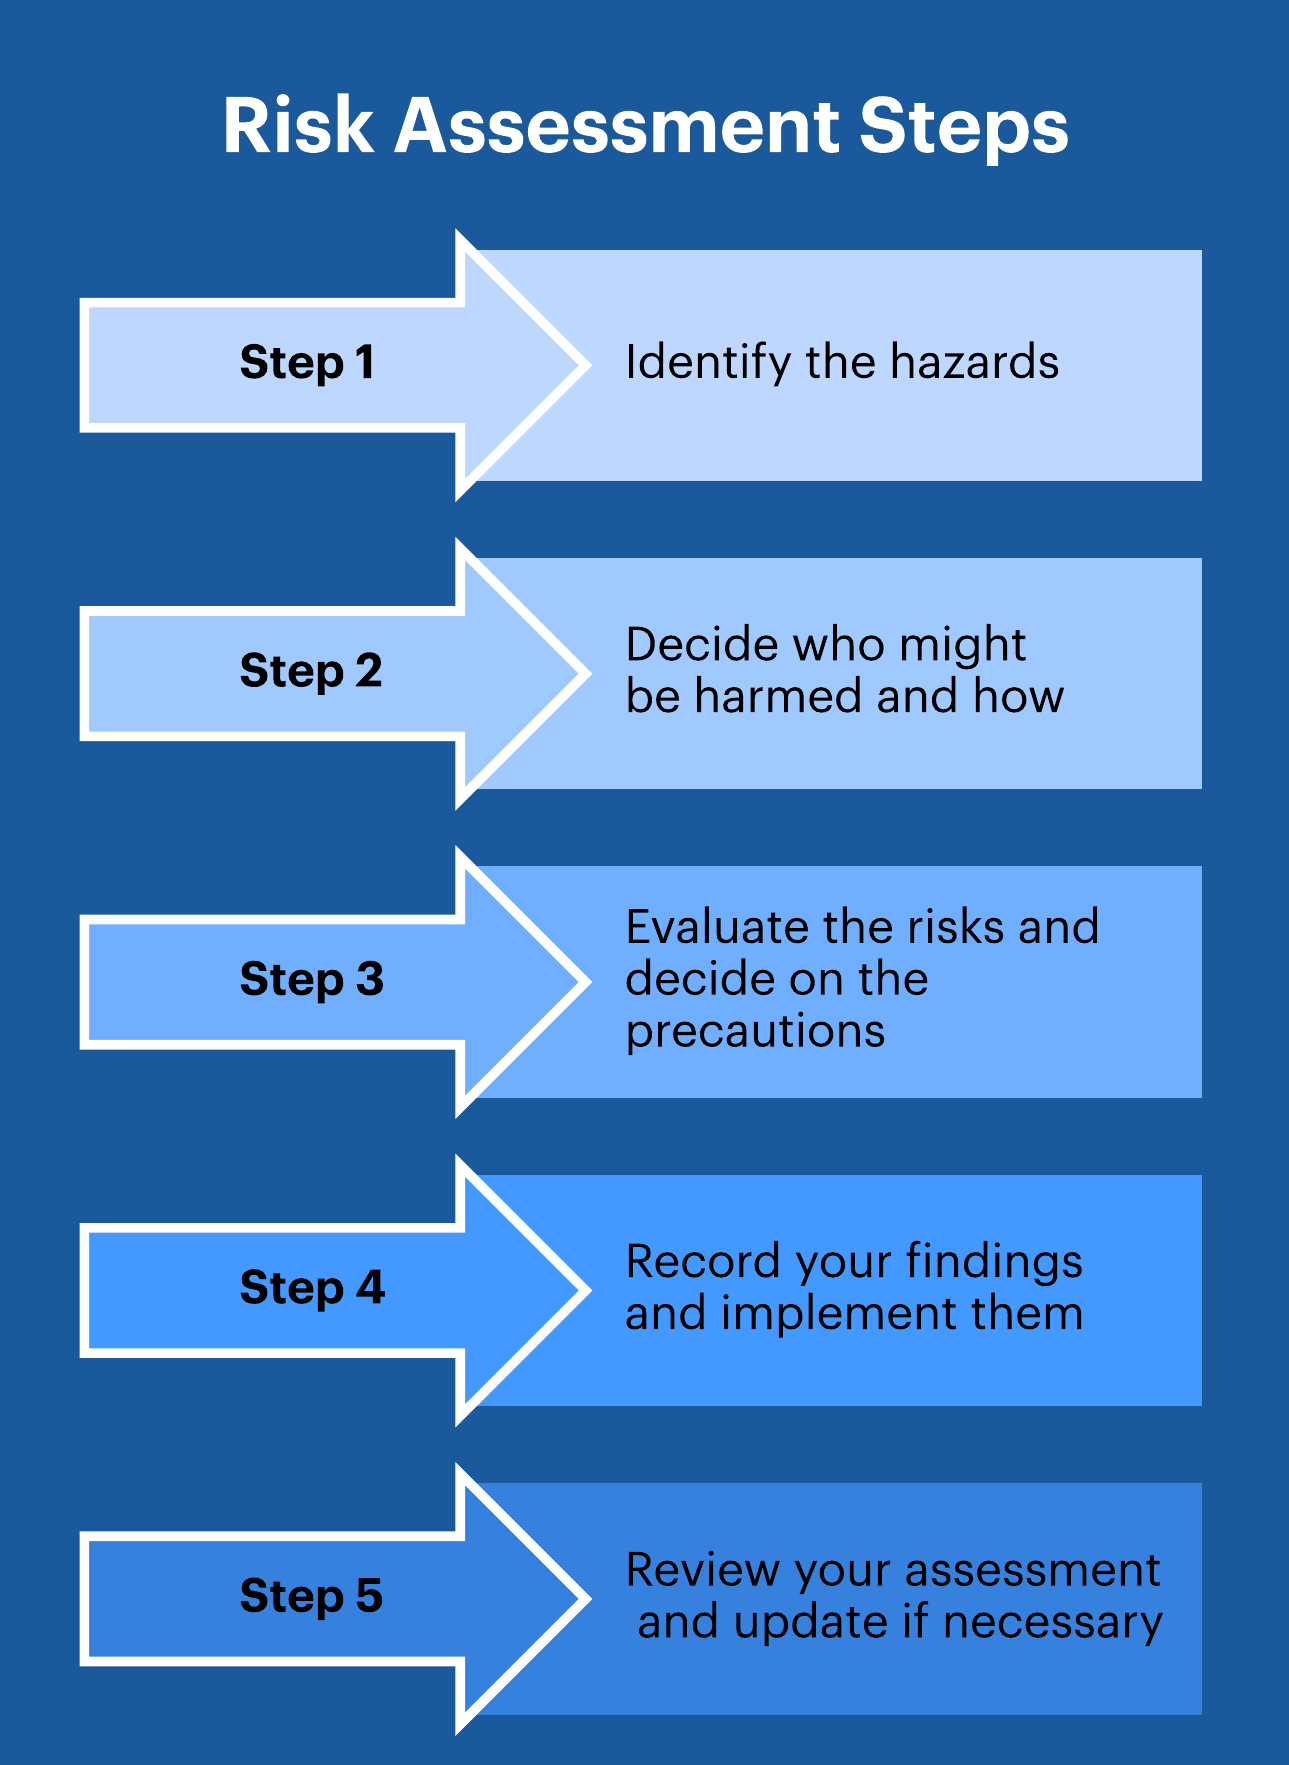 Risk Assessment Steps
Step 1
Identify the hazards
Step 2
Decide who might
be harmed and how
Step 3
Evaluate the risks and
decide on the
precautions
Step 4
Record your findings
and implement them
Step 5
Review your assessment
and update if necessary